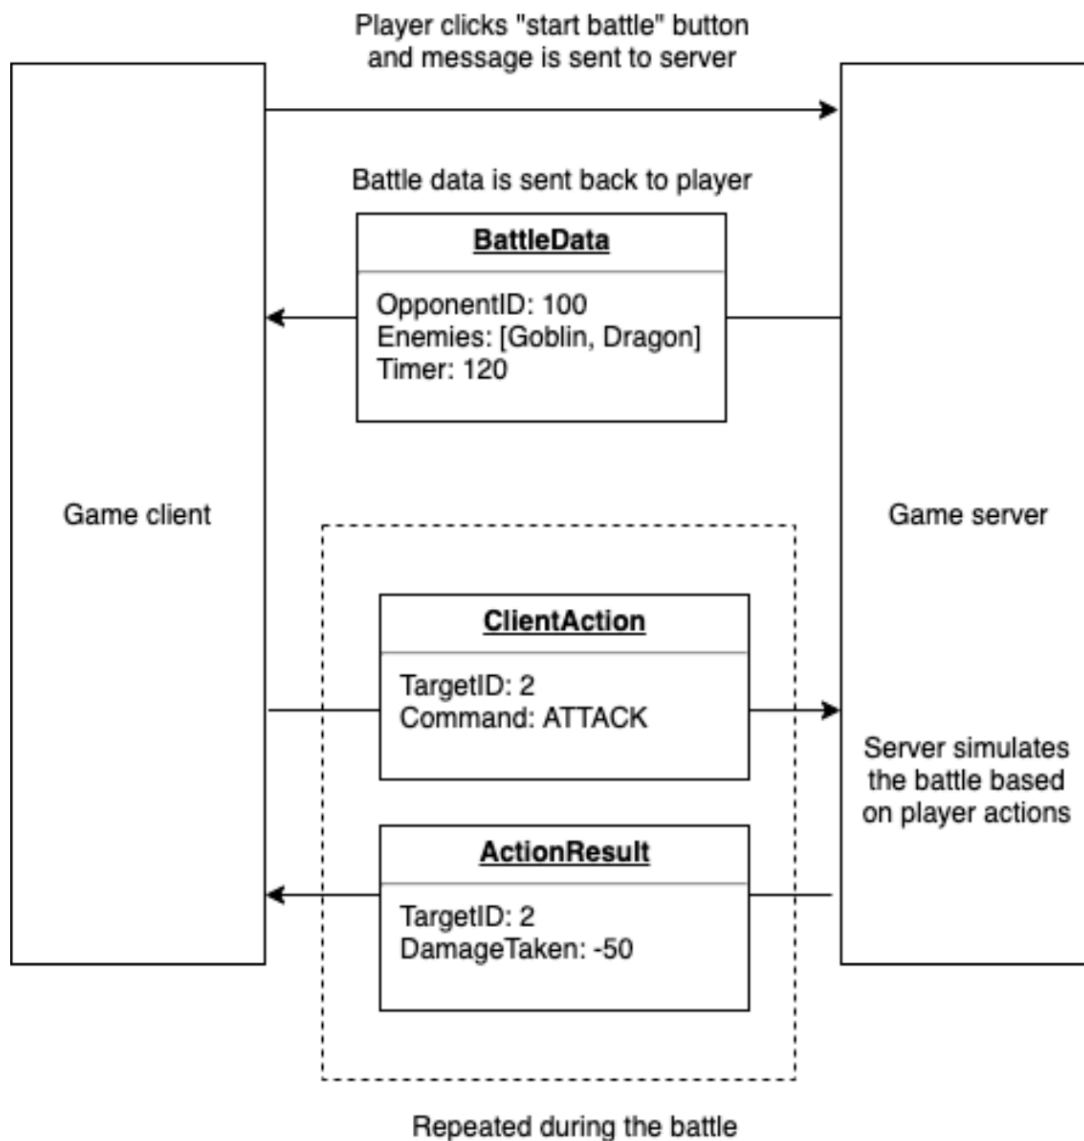 Player clicks "start battle" button
and message is sent to server
Battle data is sent back to player
BattleData
OpponentID: 100
Enemies: [Goblin, Dragon]
Timer: 120
Game client
Game server
ClientAction
TargetID: 2
Command: ATTACK
Server simulates
the battle based
on player actions
ActionResult
TargetID: 2
DamageTaken: -50
Repeated during the battle